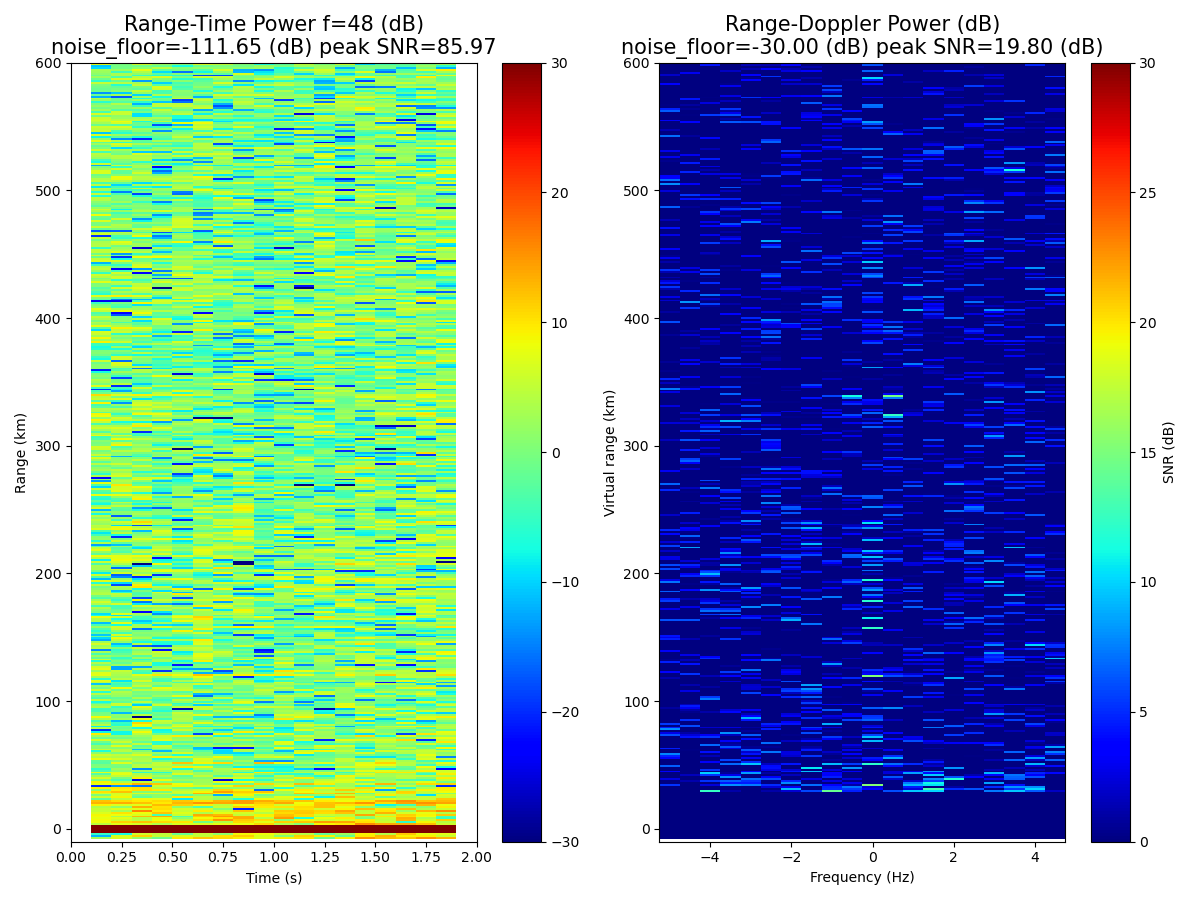 Range-Time Power f=48 (dB)
noise_floor=-111.65 (dB) peak SNR=85.97
600
500
400
300
200
100
0
Range (km)
0.00 0.25 0.50 0.75 1.00 1.25 1.50 1.75 2.00
Time (s)
30
20
10
0
−10
−20
−30
Range-Doppler Power (dB)
noise_floor=-30.00 (dB) peak SNR=19.80 (dB)
600
500
400
300
200
100
0
Virtual range (km)
−4 −2 0 2 4
Frequency (Hz)
30
25
20
15
10
5
0
SNR (dB)